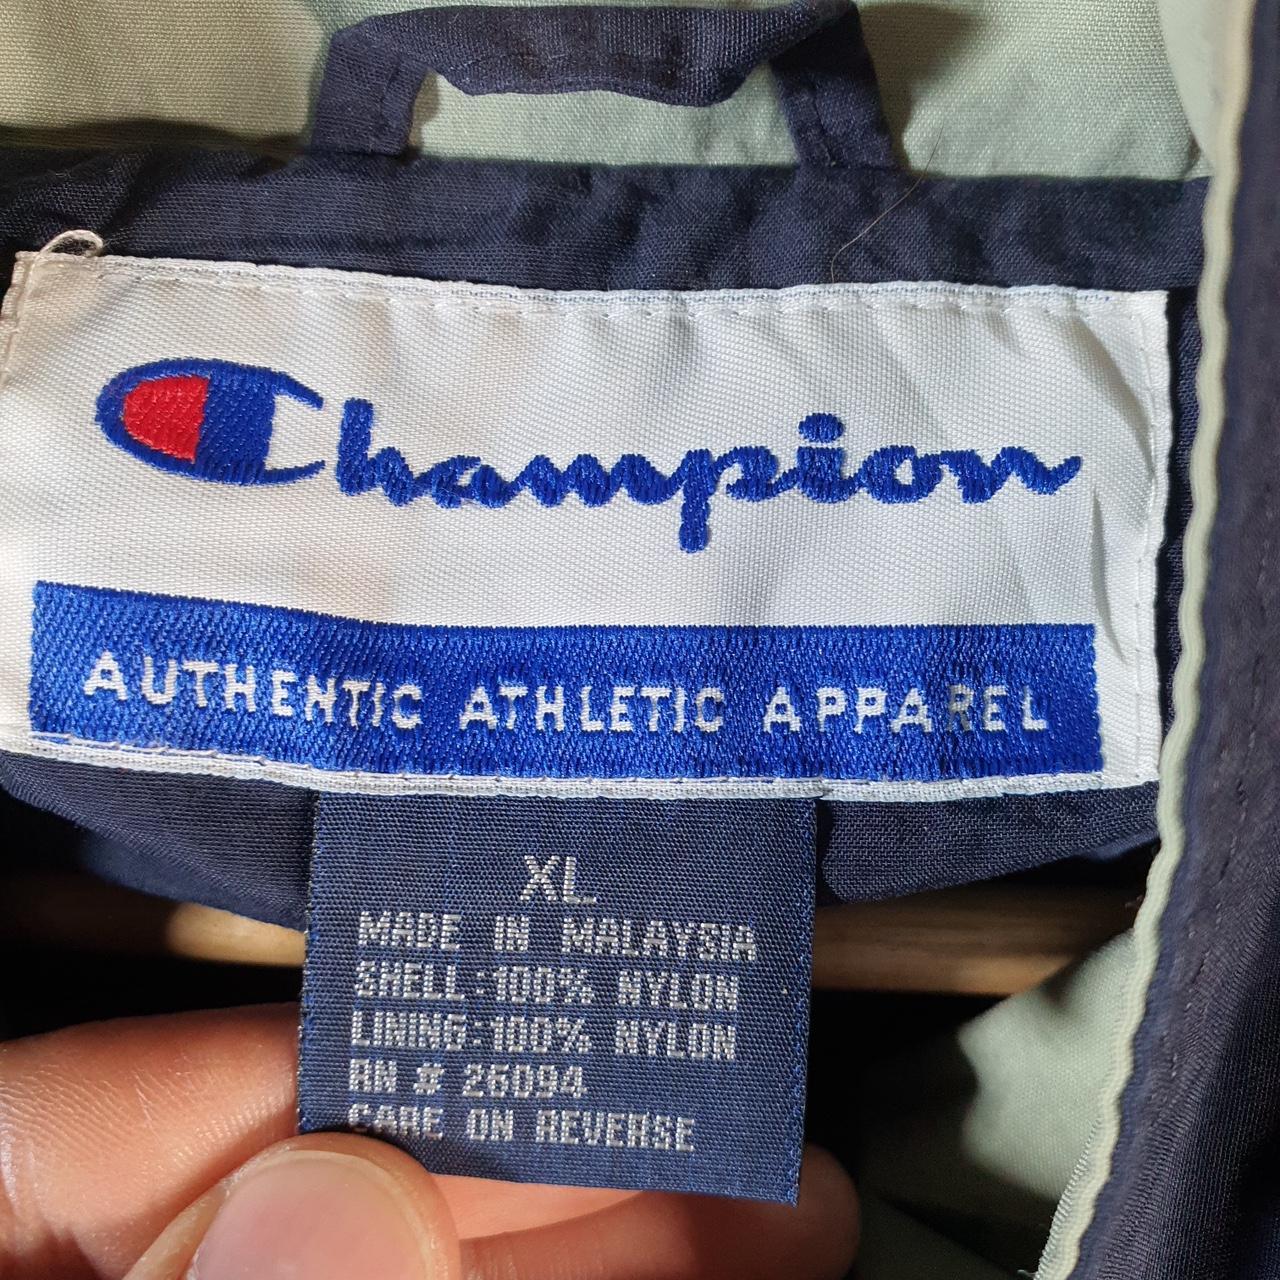 Champion
AUTHENTIC ATHLETIC APPAREL
XL
MADE IN MALAYSIA
SHELL:100% NYLON
LINING:100% NYLON
RN # 26094
CARE ON REVERSE